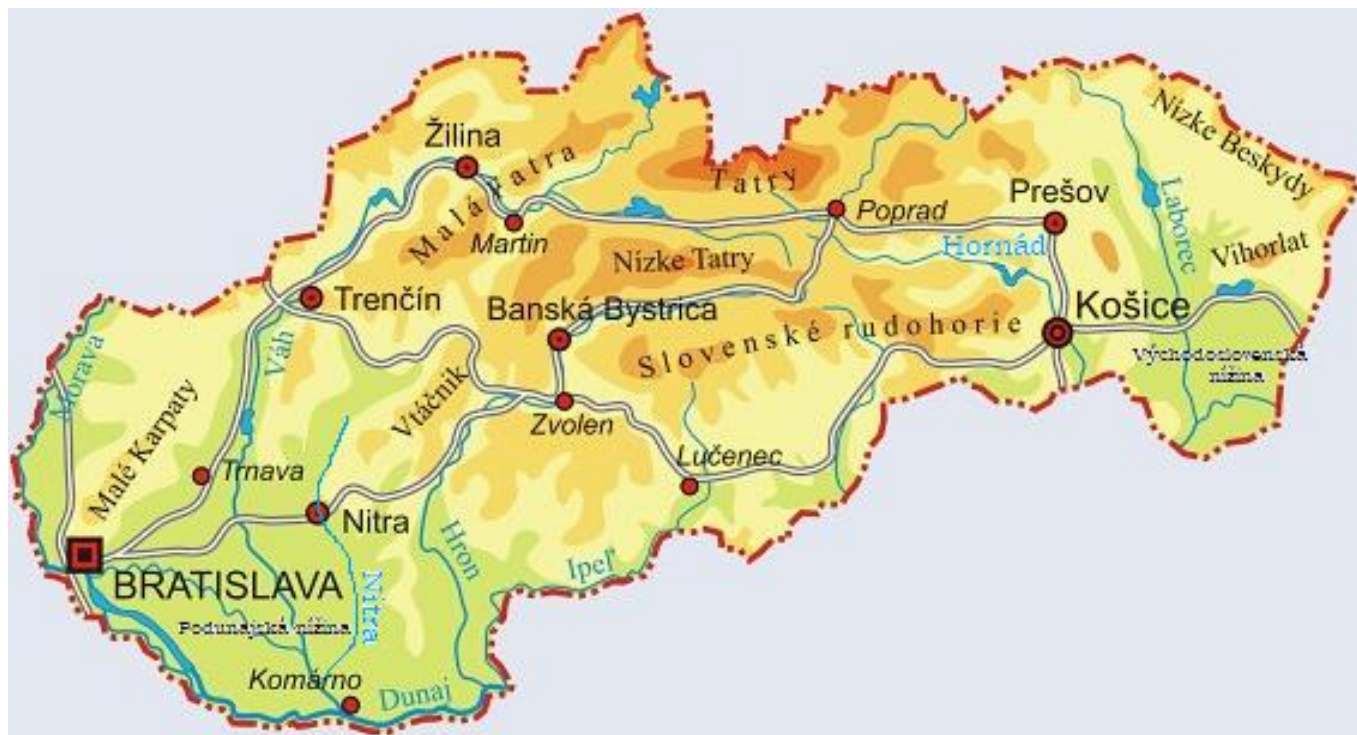 Žilina
Malá Fatra
Martin
Tatry
Poprad
Prešov
Nízke Beskydy
Laborec
Hornád
Vihorlat
Nízke Tatry
Trenčín
Banská Bystrica
Slovenské rudohorie
Košice
Východoslovenská
nížina
Morava
Váh
Vtáčnik
Zvolen
Malé Karpaty
Trnava
Lučenec
Nitra
Hron
Ipeľ
BRATISLAVA
Nitra
Podunajská nížina
Komárno
Dunaj